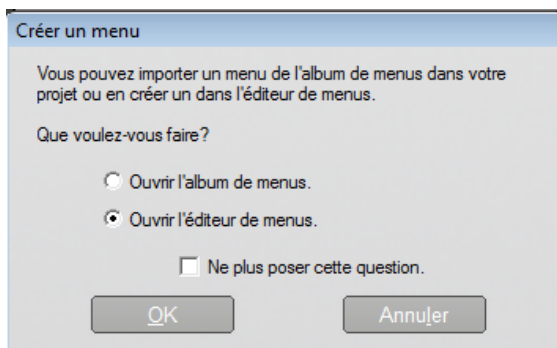 Créer un menu
Vous pouvez importer un menu de l'album de menus dans votre
projet ou en créer un dans l'éditeur de menus.
Que voulez-vous faire?
Ouvrir l'album de menus.
Ouvrir l'éditeur de menus.
Ne plus poser cette question.
OK Annuler